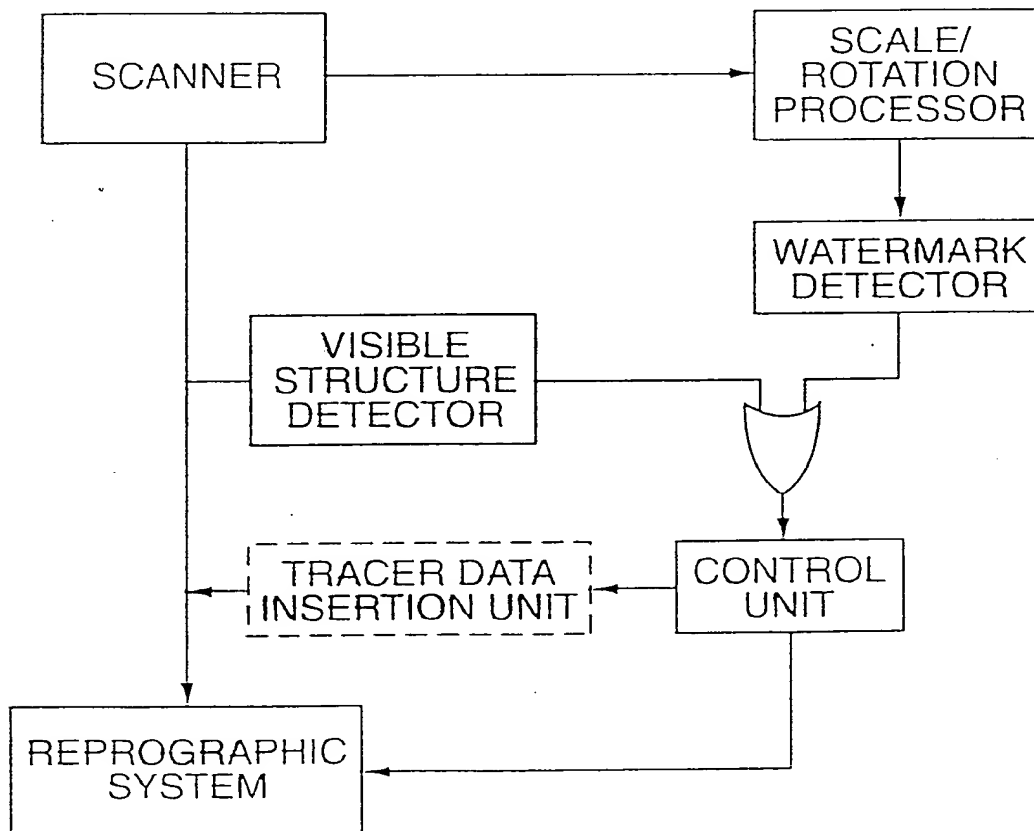 SCANNER
SCALE/
ROTATION
PROCESSOR
WATERMARK
DETECTOR
VISIBLE
STRUCTURE
DETECTOR
TRACER DATA
INSERTION UNIT
CONTROL
UNIT
REPROGRAPHIC
SYSTEM